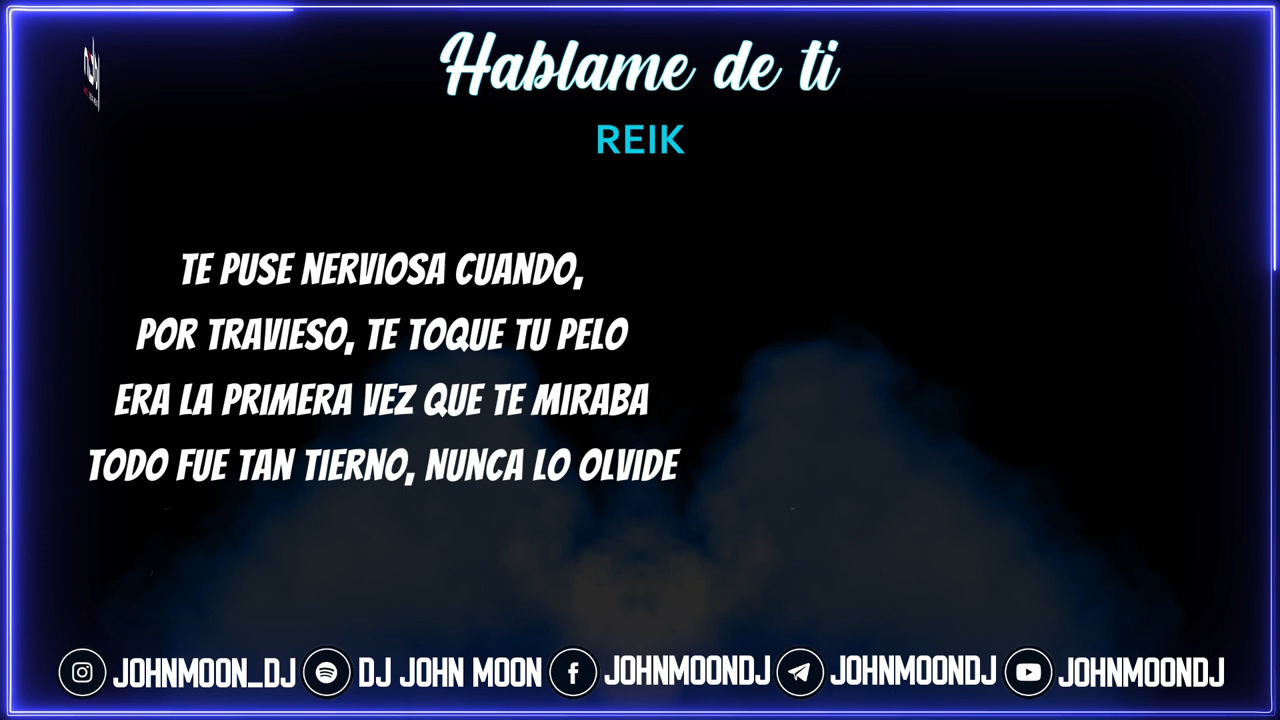 Hablame de ti
REIK
TE PUSE NERVIOSA CUANDO,
POR TRAVIESO, TE TOQUE TU PELO
ERA LA PRIMERA VEZ QUE TE MIRABA
TODO FUE TAN TIERNO, NUNCA LO OLVIDE
JOHNMOON_DJ DJ JOHN MOON JOHNMOONDJ JOHNMOONDJ JOHNMOONDJ